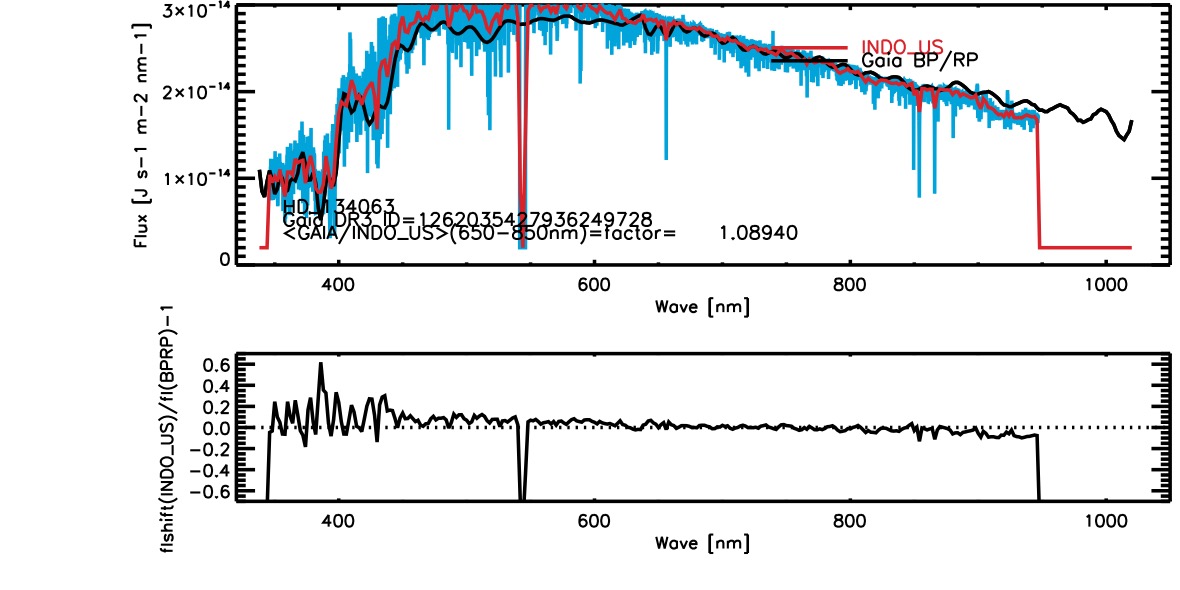 3×10−14
INDO_US
Gaia BP/RP
2×10−14
1×10−14
0
Flux [J s−1 m−2 nm−1]
HD_134063
Gaia DR3 ID=1262035427936249728
<GAIA/INDO_US>(650−850nm)=factor= 1.08940
400 600 800 1000
Wave [nm]
flshift(INDO_US)/fl(BPRP)−1
0.6
0.4
0.2
0.0
−0.2
−0.4
−0.6
400 600 800 1000
Wave [nm]